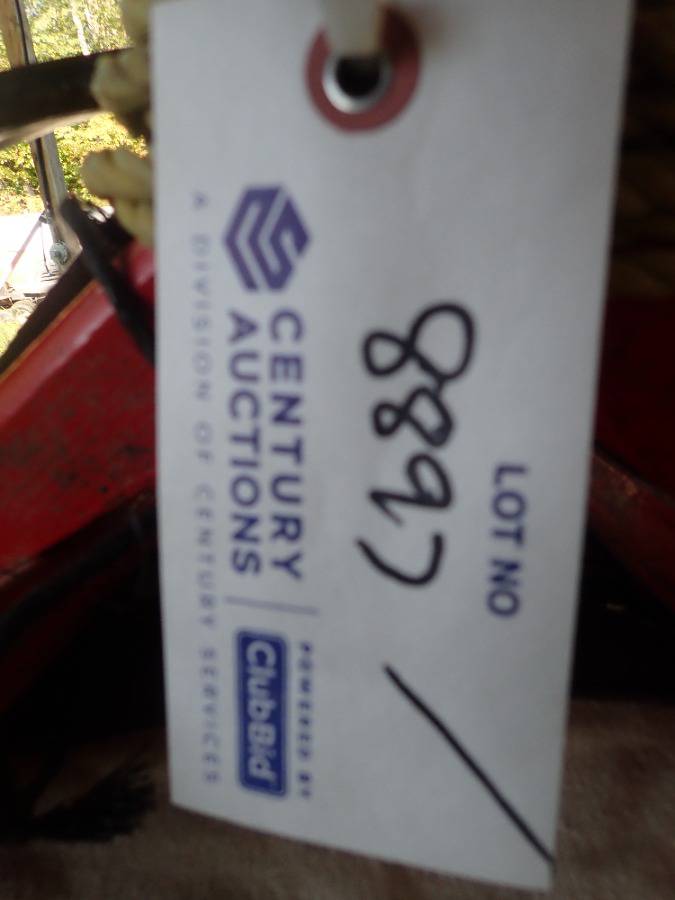 LOT NO
8897 /
CENTURY
AUCTIONS
POWERED BY
ClubBid
A DIVISION OF CENTURY SERVICES